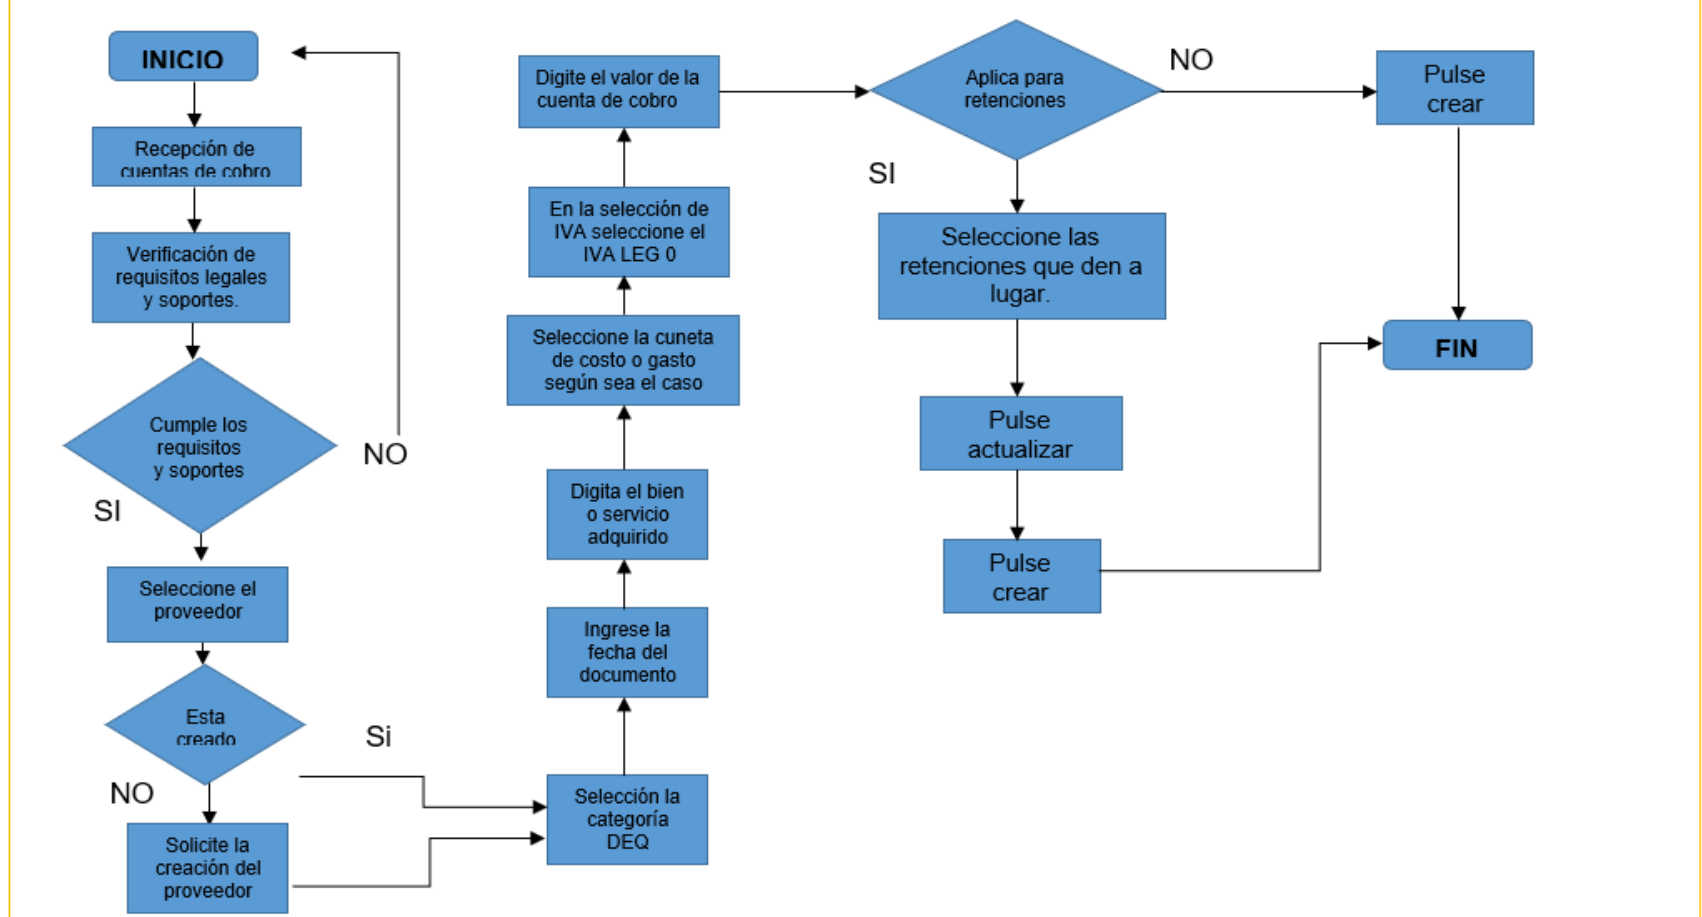 INICIO
Recepción de
cuentas de cobro
Verificación de
requisitos legales
y soportes.
Cumple los
requisitos
y soportes
NO
SI
Seleccione el
proveedor
Esta
creado
Si
NO
Solicite la
creación del
proveedor
Selección la
categoría
DEQ
Ingrese la
fecha del
documento
Digita el bien
o servicio
adquirido
Seleccione la cuneta
de costo o gasto
según sea el caso
En la selección de
IVA seleccione el
IVA LEG 0
Digite el valor de la
cuenta de cobro
Aplica para
retenciones
NO
Pulse
crear
SI
Seleccione las
retenciones que den a
lugar.
Pulse
actualizar
Pulse
crear
FIN